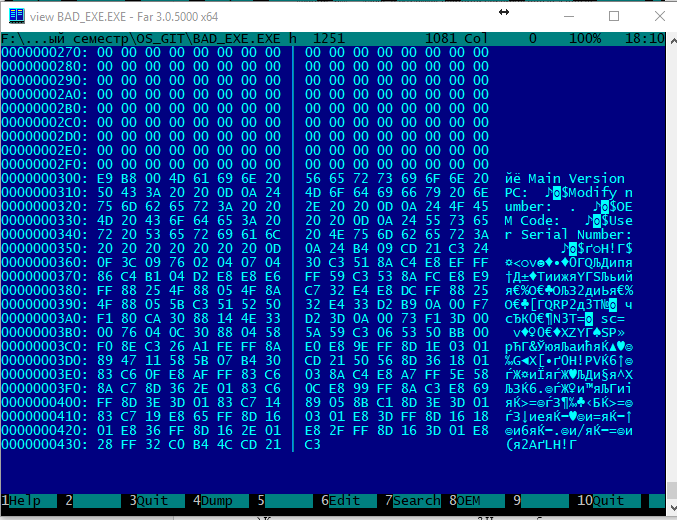 view BAD_EXE.EXE - Far 3.0.5000 x64
F:\...ый семестр\OS_GIT\BAD_EXE.EXE h 1251 1081 Col 0 100% 18:10
0000000270: 00 00 00 00 00 00 00 00 | 00 00 00 00 00 00 00 00
0000000280: 00 00 00 00 00 00 00 00 | 00 00 00 00 00 00 00 00
0000000290: 00 00 00 00 00 00 00 00 | 00 00 00 00 00 00 00 00
00000002A0: 00 00 00 00 00 00 00 00 | 00 00 00 00 00 00 00 00
00000002B0: 00 00 00 00 00 00 00 00 | 00 00 00 00 00 00 00 00
00000002C0: 00 00 00 00 00 00 00 00 | 00 00 00 00 00 00 00 00
00000002D0: 00 00 00 00 00 00 00 00 | 00 00 00 00 00 00 00 00
00000002E0: 00 00 00 00 00 00 00 00 | 00 00 00 00 00 00 00 00
00000002F0: 00 00 00 00 00 00 00 00 | 00 00 00 00 00 00 00 00
0000000300: E9 B8 00 4D 61 69 6E 20 | 56 65 72 73 69 6F 6E 20 йё Main Version
0000000310: 50 43 3A 20 20 0D 0A 24 | 4D 6F 64 69 66 79 20 6E PC: ♪◙$Modify n
0000000320: 75 6D 62 65 72 3A 20 20 | 2E 20 20 0D 0A 24 4F 45 umber: . ♪◙$OE
0000000330: 4D 20 43 6F 64 65 3A 20 | 20 20 0D 0A 24 55 73 65 M Code: ♪◙$Use
0000000340: 72 20 53 65 72 69 61 6C | 20 4E 75 6D 62 65 72 3A r Serial Number:
0000000350: 20 20 20 20 20 20 20 0D | 0A 24 B4 09 CD 21 C3 24 ♪◙$ґ○Н!Г$
0000000360: 0F 3C 09 76 02 04 07 04 | 30 C3 51 8A C4 E8 EF FF
0000000370: 86 C4 B1 04 D2 E8 E8 E6 | FF 59 C3 53 8A FC E8 E9
0000000380: FF 88 25 4F 88 05 4F 8A | C7 32 E4 E8 DC FF 88 25
0000000390: 4F 88 05 5B C3 51 52 50 | 32 E4 33 D2 B9 0A 00 F7
00000003A0: F1 80 CA 30 88 14 4E 33 | D2 3D 0A 00 73 F1 3D 00
00000003B0: 00 76 04 0C 30 88 04 58 | 5A 59 C3 06 53 50 BB 00
00000003C0: F0 8E C3 26 A1 FE FF 8A | E0 E8 9E FF 8D 1E 03 01
00000003D0: 89 47 11 58 5B 07 B4 30 | CD 21 50 56 8D 36 18 01
00000003E0: 83 C6 0F E8 AF FF 83 C6 | 03 8A C4 E8 A7 FF 5E 58
00000003F0: 8A C7 8D 36 2E 01 83 C6 | 0C E8 99 FF 8A C3 E8 69
0000000400: FF 8D 3E 3D 01 83 C7 14 | 89 05 8B C1 8D 3E 3D 01
0000000410: 83 C7 19 E8 65 FF 8D 16 | 03 01 E8 3D FF 8D 16 18
0000000420: 01 E8 36 FF 8D 16 2E 01 | E8 2F FF 8D 16 3D 01 E8
0000000430: 28 FF 32 C0 B4 4C CD 21 | C3 (я2АґLН!Г
1Help 2 3Quit 4Dump 5 6Edit 7Search 8OEM 9 10Quit